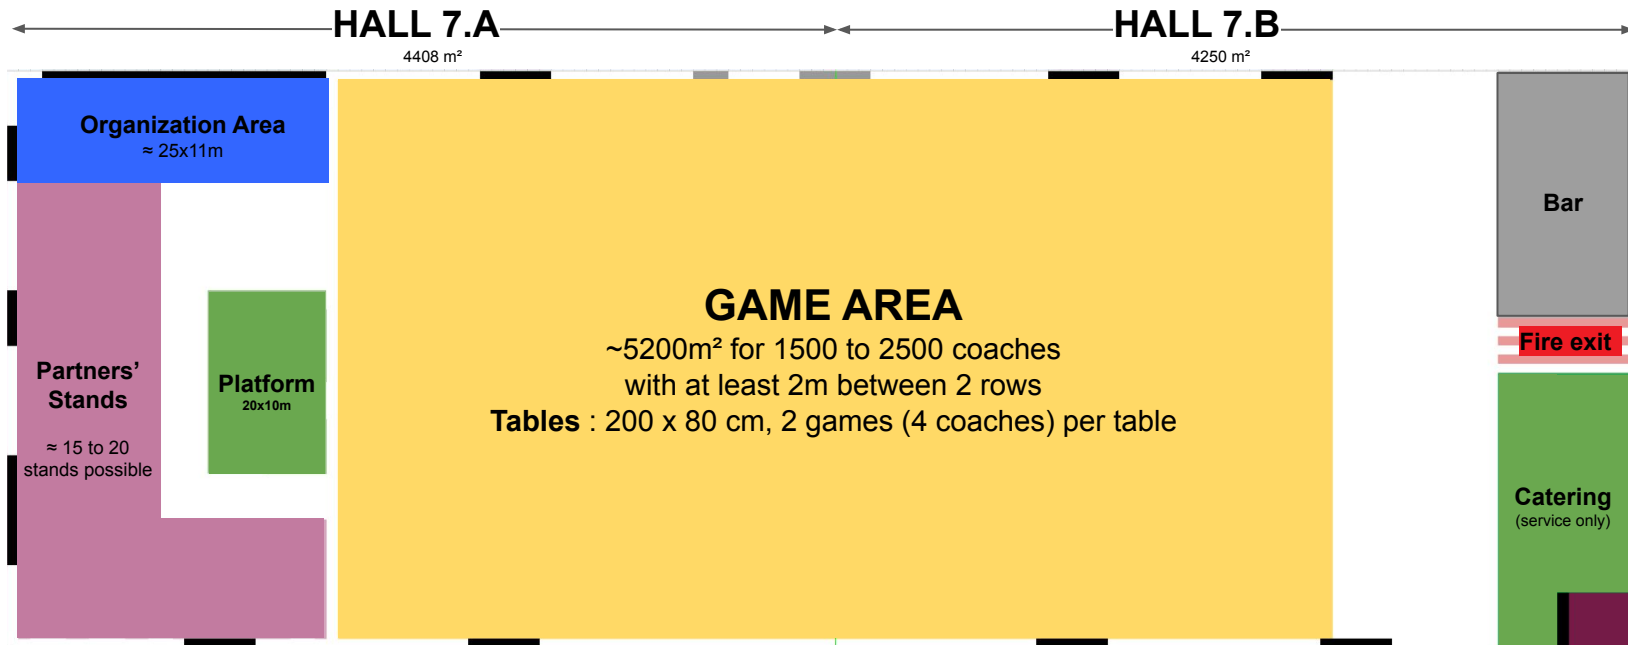 HALL 7.A
4408 m²
HALL 7.B
4250 m²
Organization Area
≈ 25x11m
Partners’
Stands
≈ 15 to 20
stands possible
Platform
20x10m
GAME AREA
~5200m² for 1500 to 2500 coaches
with at least 2m between 2 rows
Tables : 200 x 80 cm, 2 games (4 coaches) per table
Bar
Fire exit
Catering
(service only)